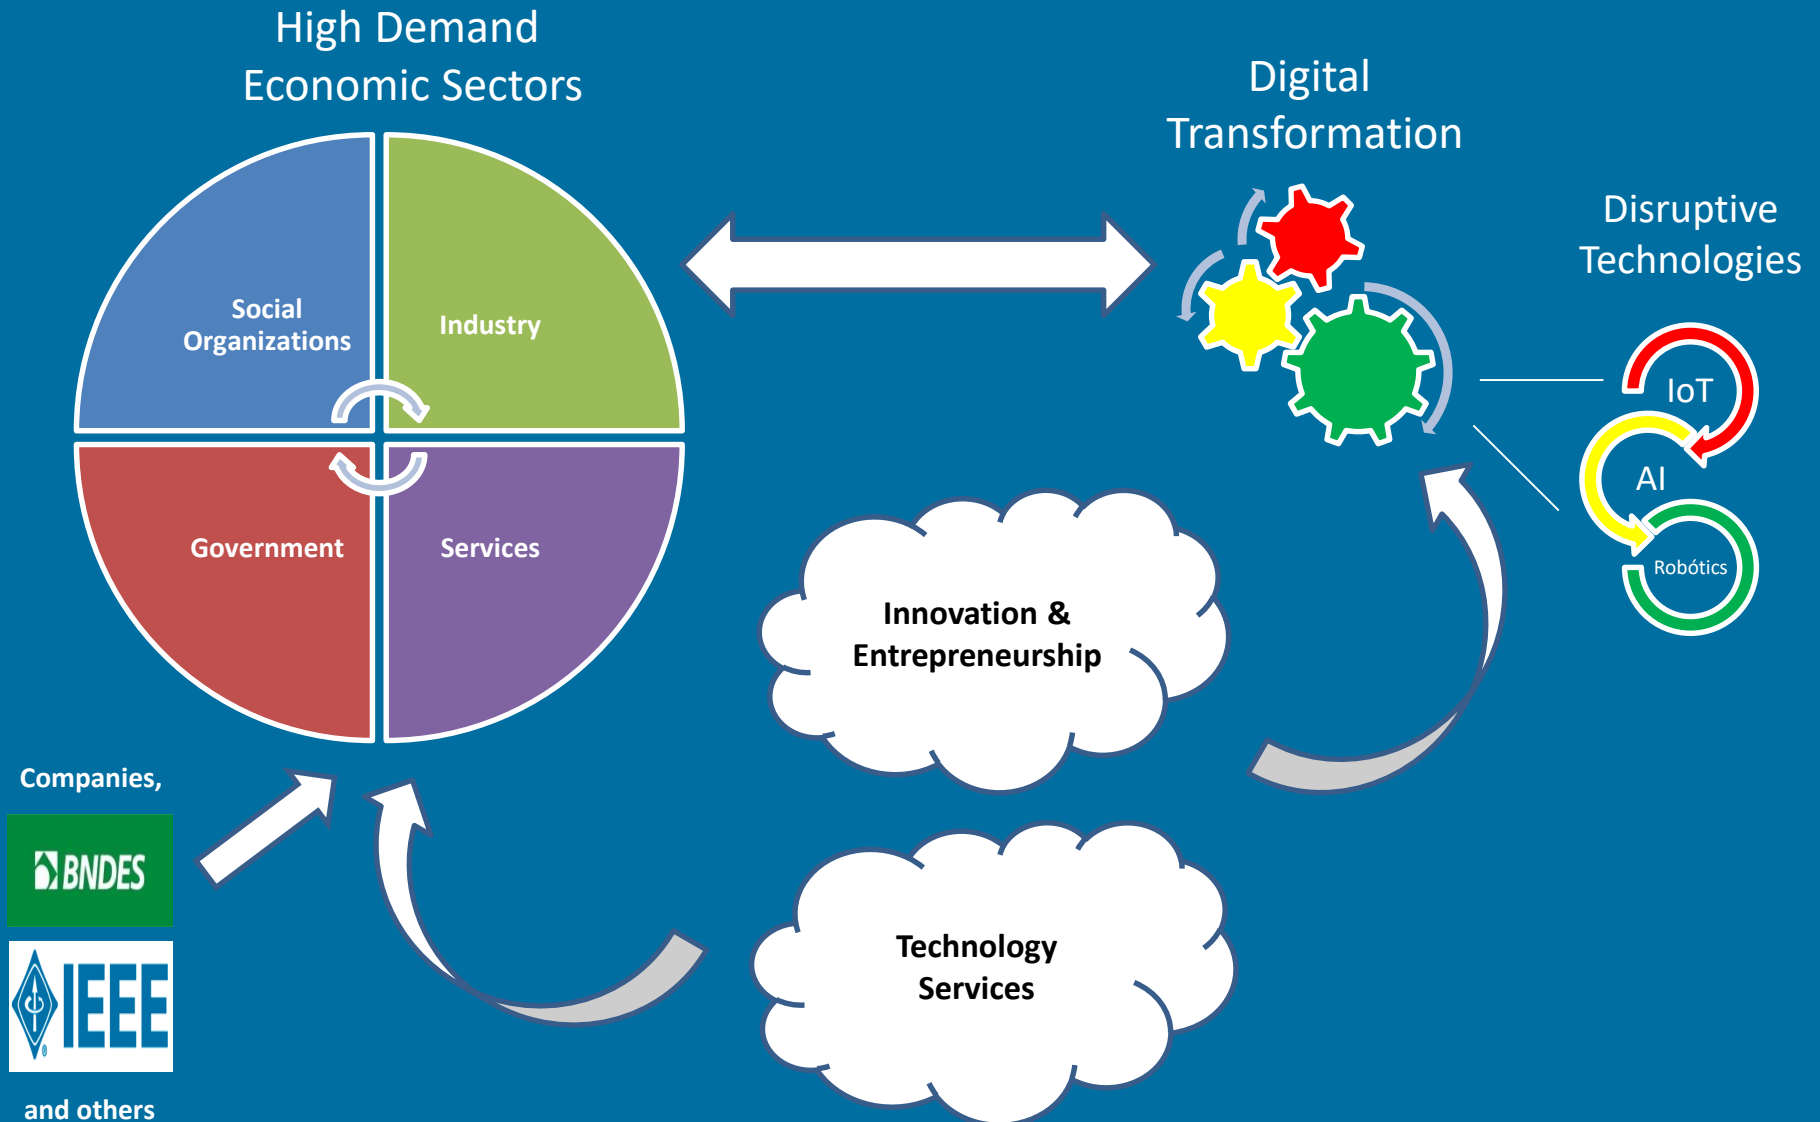 High Demand
Economic Sectors
Digital
Transformation
Disruptive
Technologies
Social
Organizations
Industry
Government
Services
IoT
AI
Robótics
Innovation &
Entrepreneurship
Technology
Services
Companies,
BNDES
IEEE
®
and others